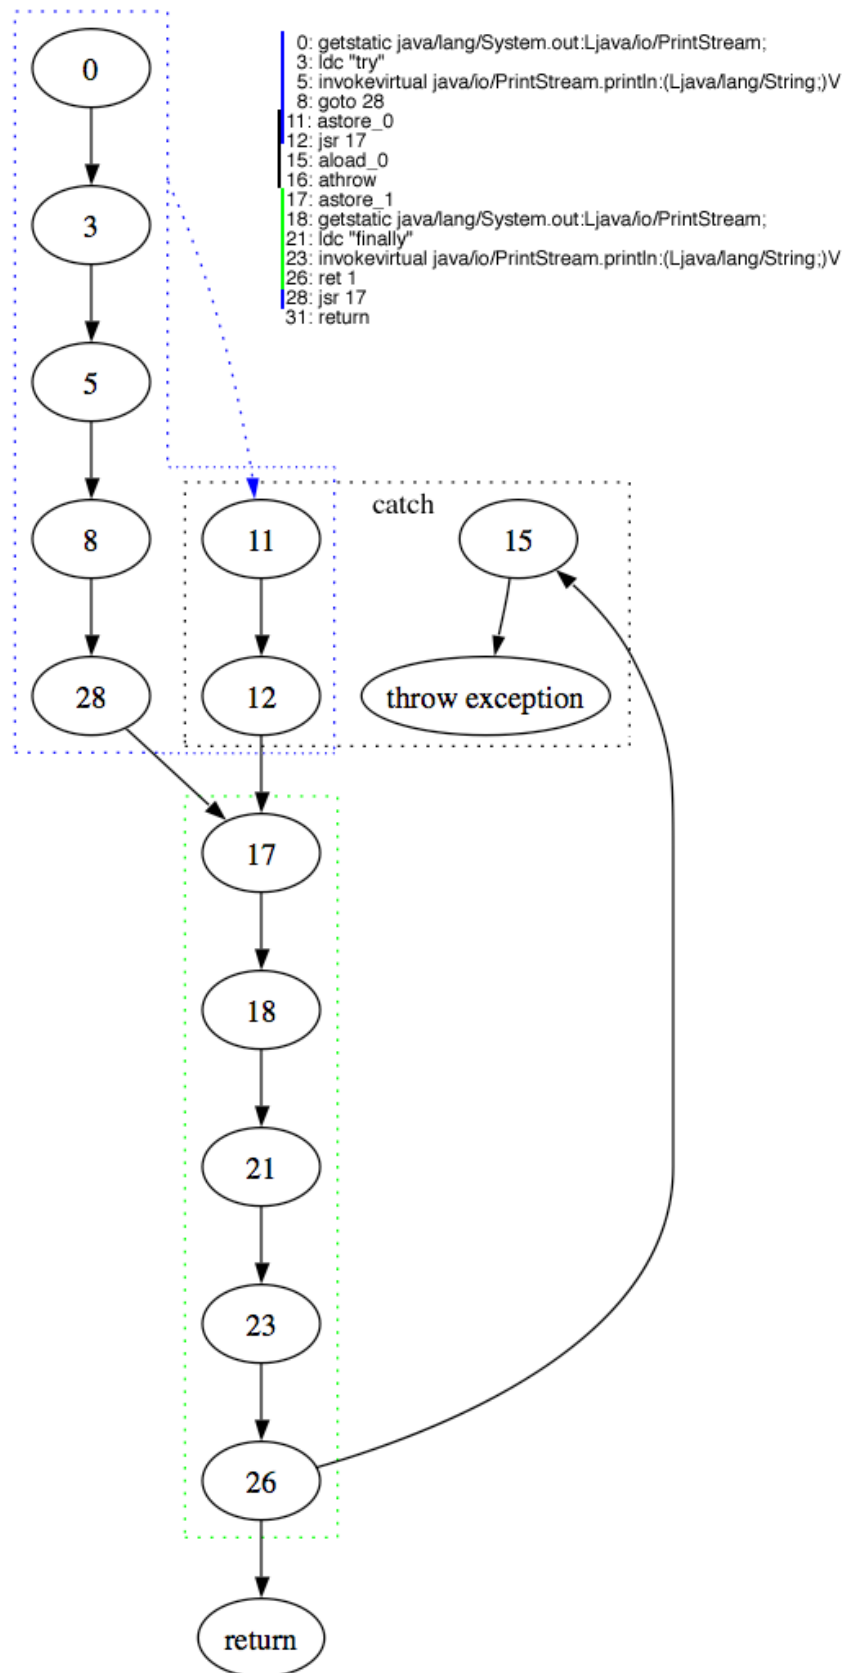 0
0: getstatic java/lang/System.out:Ljava/io/PrintStream;
3: ldc "try"
5: invokevirtual java/io/PrintStream.println:(Ljava/lang/String;)V
8: goto 28
11: astore_0
12: jsr 17
15: aload_0
16: athrow
17: astore_1
18: getstatic java/lang/System.out:Ljava/io/PrintStream;
21: ldc "finally"
23: invokevirtual java/io/PrintStream.println:(Ljava/lang/String;)V
26: ret 1
28: jsr 17
31: return
3
5
catch
8
11
15
28
12
throw exception
17
18
21
23
26
return